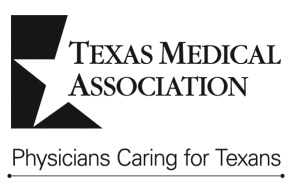 TEXAS MEDICAL
ASSOCIATION
Physicians Caring for Texans